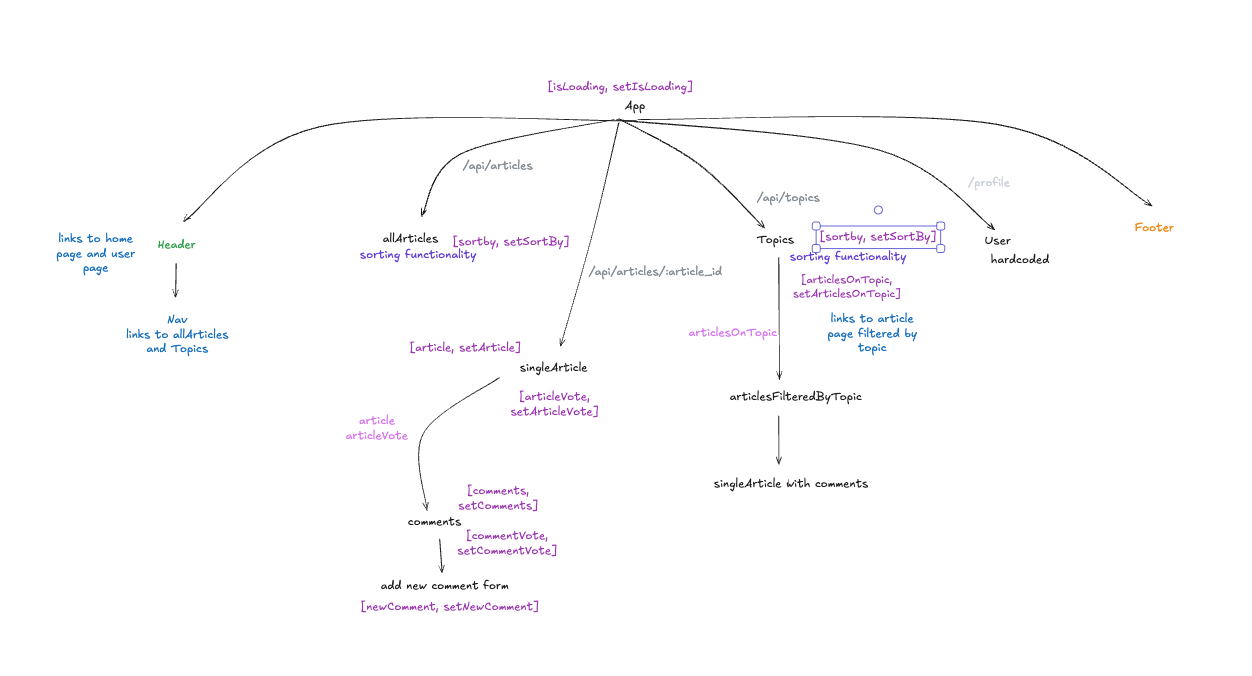 [isLoading, setIsLoading]
App
/api/articles
/profile
/api/topics
links to home
page and user
page
Header
allArticles
[sortby, setSortBy]
sorting functionality
Topics
[sortby, setSortBy]
sorting functionality
User
hardcoded
Footer
/api/articles/:article_id
[articlesOnTopic,
setArticlesOnTopic]
Nav
links to allArticles
and Topics
articlesOnTopic
links to article
page filtered by
topic
[article, setArticle]
singleArticle
[articleVote,
setArticleVote]
articlesFilteredByTopic
article
articleVote
singleArticle with comments
[comments,
setComments]
comments
[commentVote,
setCommentVote]
add new comment form
[newComment, setNewComment]